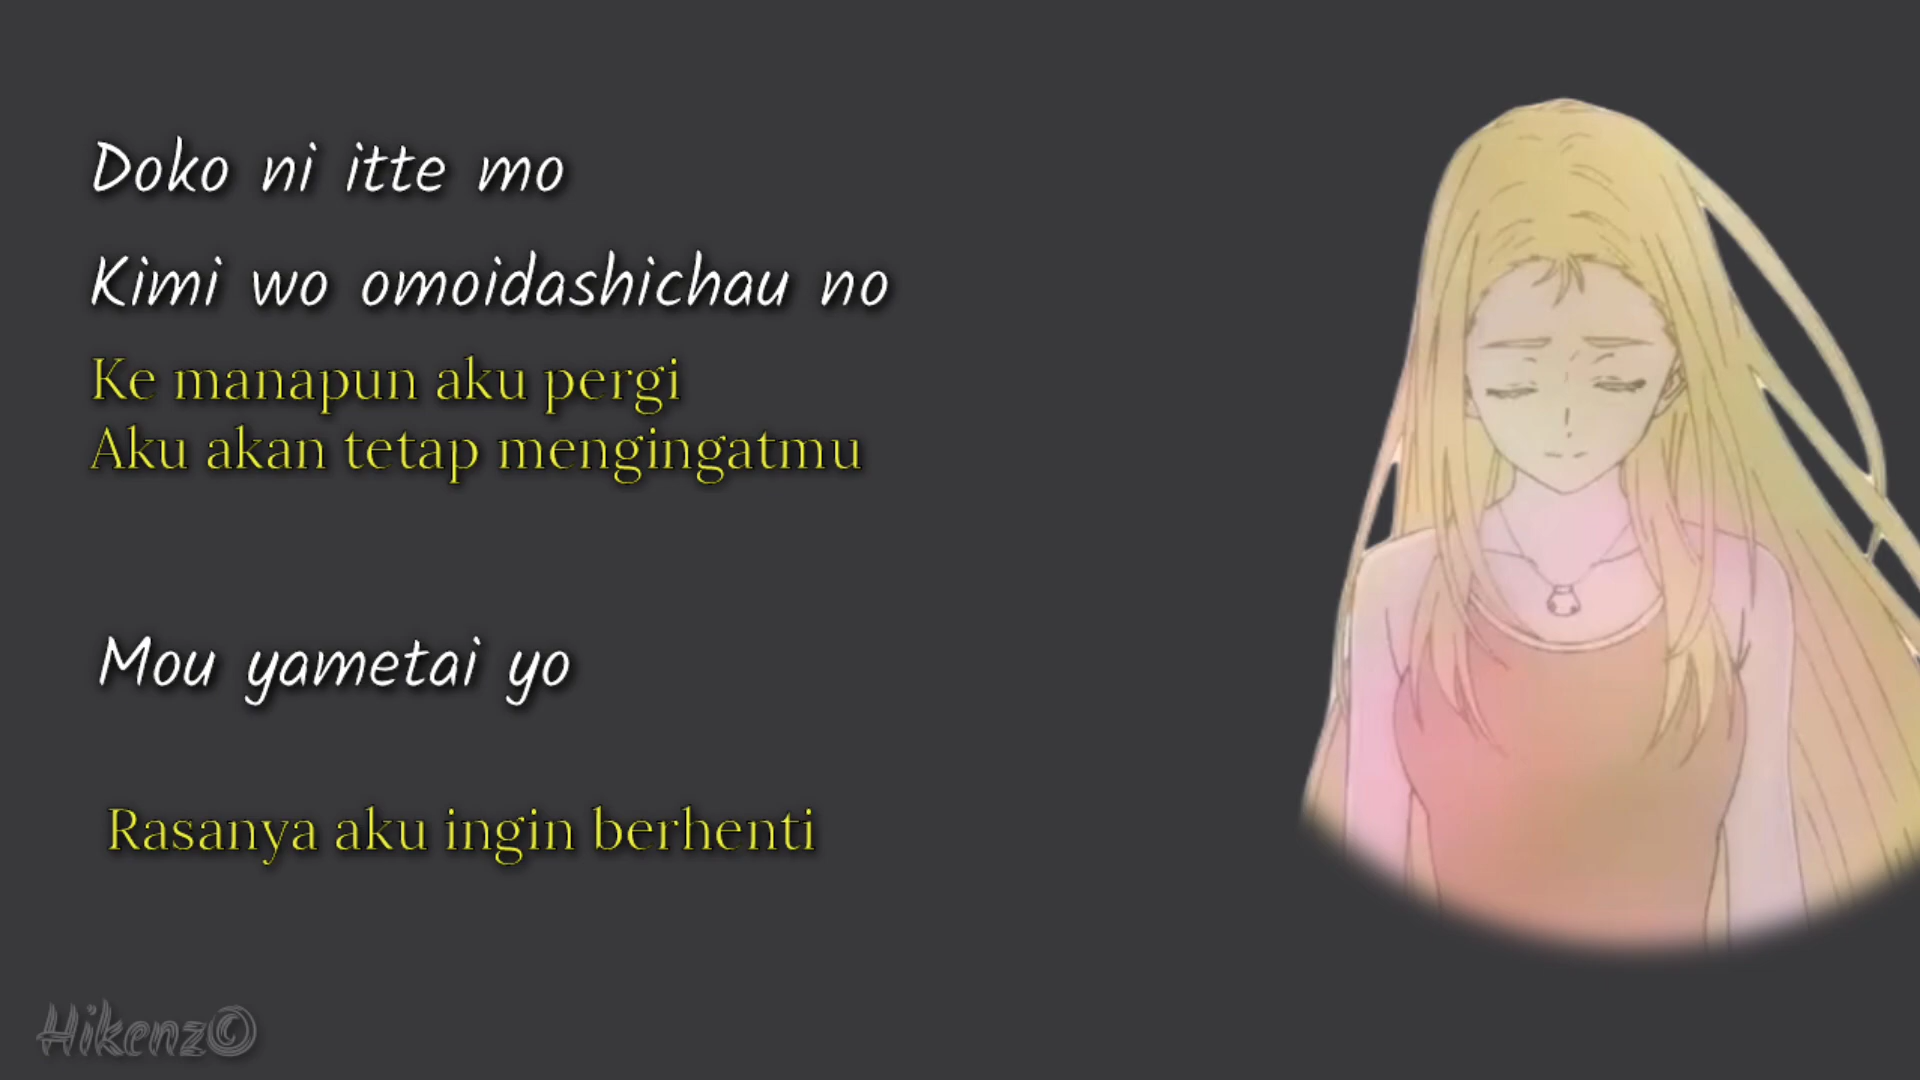 Doko ni itte mo
Kimi wo omoidashichau no
Ke manapun aku pergi
Aku akan tetap mengingatmu
Mou yametai yo
Rasanya aku ingin berhenti
Hikenz©